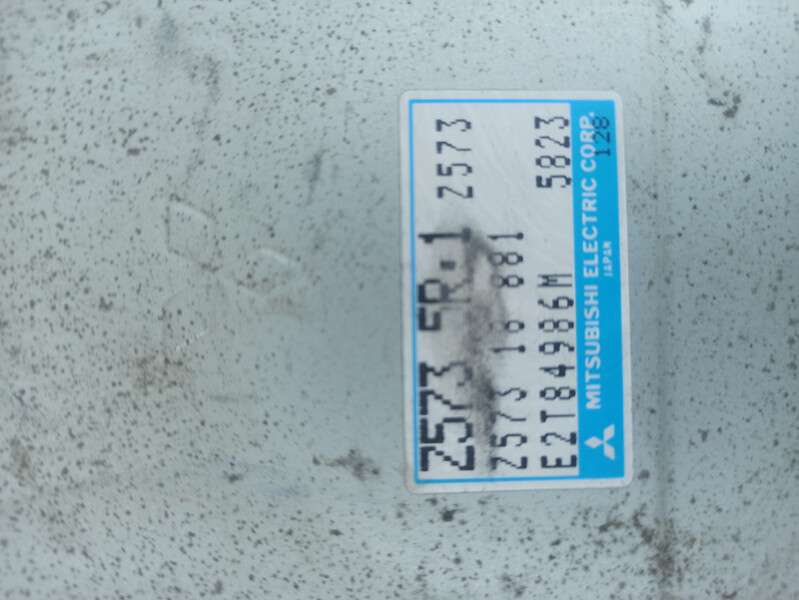 Z573 Z573
Z573 18 881
E2T84986M 5823
MITSUBISHI ELECTRIC CORP. 128
JAPAN